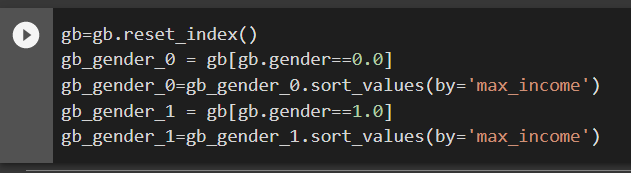 gb=gb.reset_index()
gb_gender_0 = gb[gb.gender==0.0]
gb_gender_0=gb_gender_0.sort_values(by='max_income')
gb_gender_1 = gb[gb.gender==1.0]
gb_gender_1=gb_gender_1.sort_values(by='max_income')